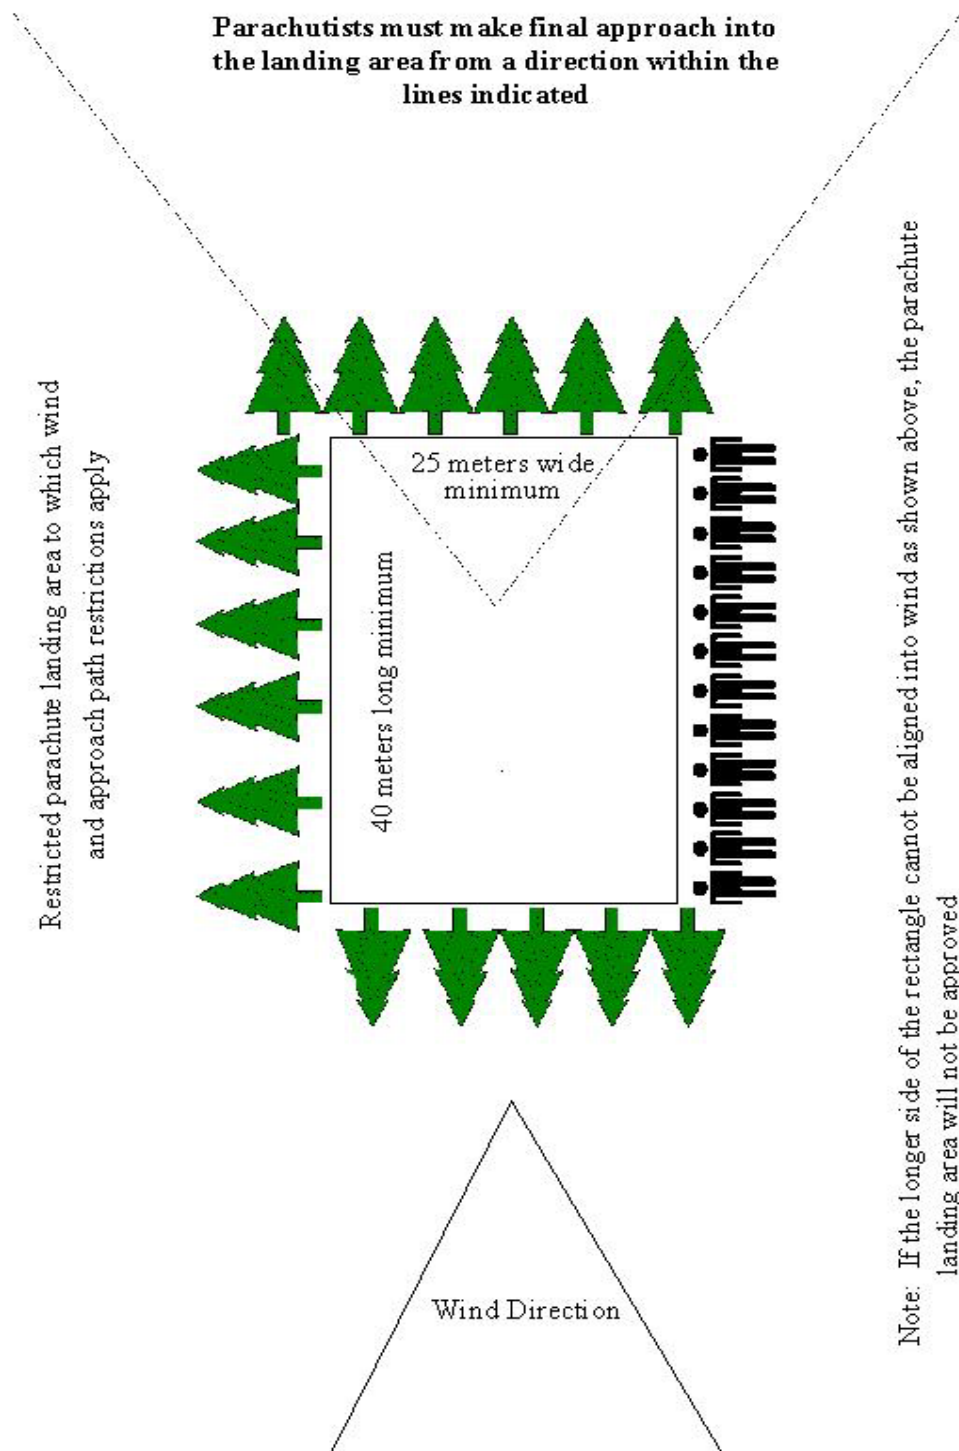 Parachutists must make final approach into
the landing area from a direction within the
lines indicated
Restricted parachute landing area to which wind
and approach path restrictions apply
25 meters wide
minimum
40 meters long minimum
Note: If the longer side of the rectangle cannot be aligned into wind as shown above, the parachute
landing area will not be approved
Wind Direction